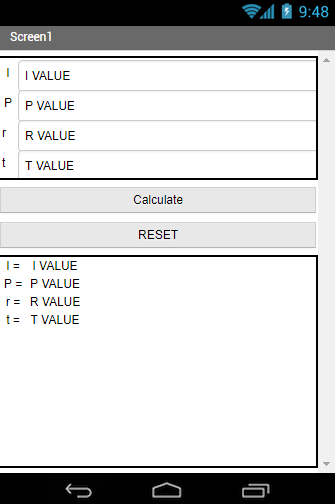 9:48
Screen1
I I VALUE
P P VALUE
r R VALUE
t T VALUE
Calculate
RESET
I = I VALUE
P = P VALUE
r = R VALUE
t = T VALUE